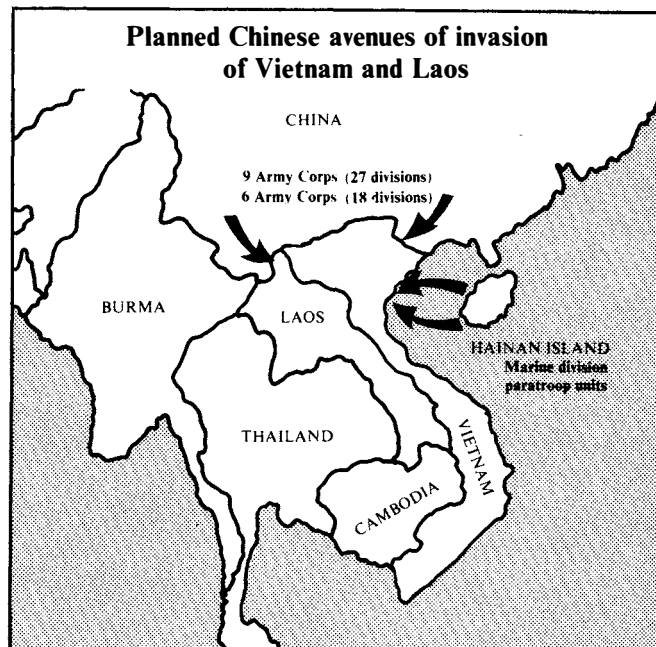 Planned Chinese avenues of invasion
of Vietnam and Laos
CHINA
9 Army Corps (27 divisions)
6 Army Corps (18 divisions)
BURMA
LAOS
HAINAN ISLAND
Marine division
paratroop units
THAILAND
VIETNAM
CAMBODIA